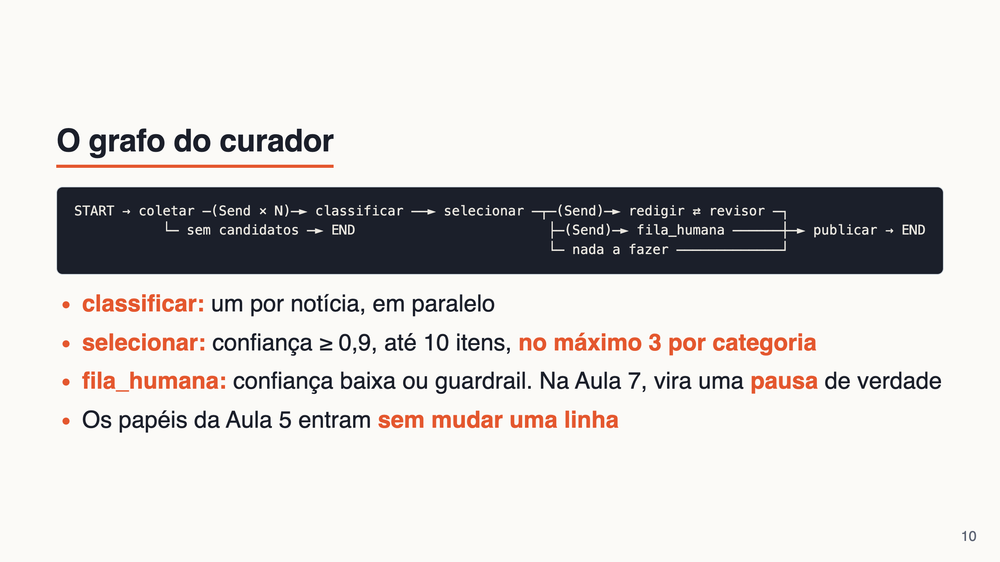 O grafo do curador
START → coletar —(Send × N)—► classificar ——► selecionar —┬—(Send)—► redigir ⇄ revisor —┐
└─ sem candidatos —► END ├—(Send)—► fila_humana ——————┼—► publicar → END
└─ nada a fazer —————————————┘
• classificar: um por notícia, em paralelo
• selecionar: confiança ≥ 0,9, até 10 itens, no máximo 3 por categoria
• fila_humana: confiança baixa ou guardrail. Na Aula 7, vira uma pausa de verdade
• Os papéis da Aula 5 entram sem mudar uma linha
10